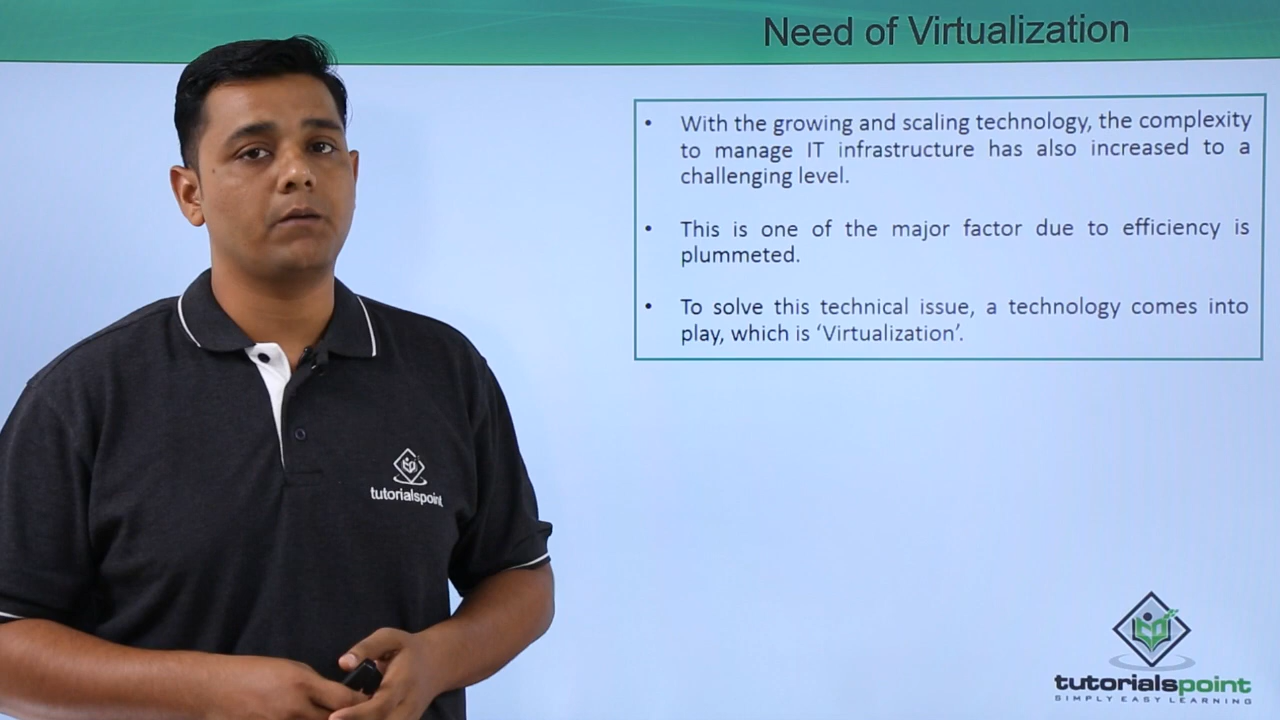 Need of Virtualization
• With the growing and scaling technology, the complexity
to manage IT infrastructure has also increased to a
challenging level.
• This is one of the major factor due to efficiency is
plummeted.
• To solve this technical issue, a technology comes into
play, which is ‘Virtualization’.
tutorialspoint
tutorialspoint
SIMPLY EASY LEARNING